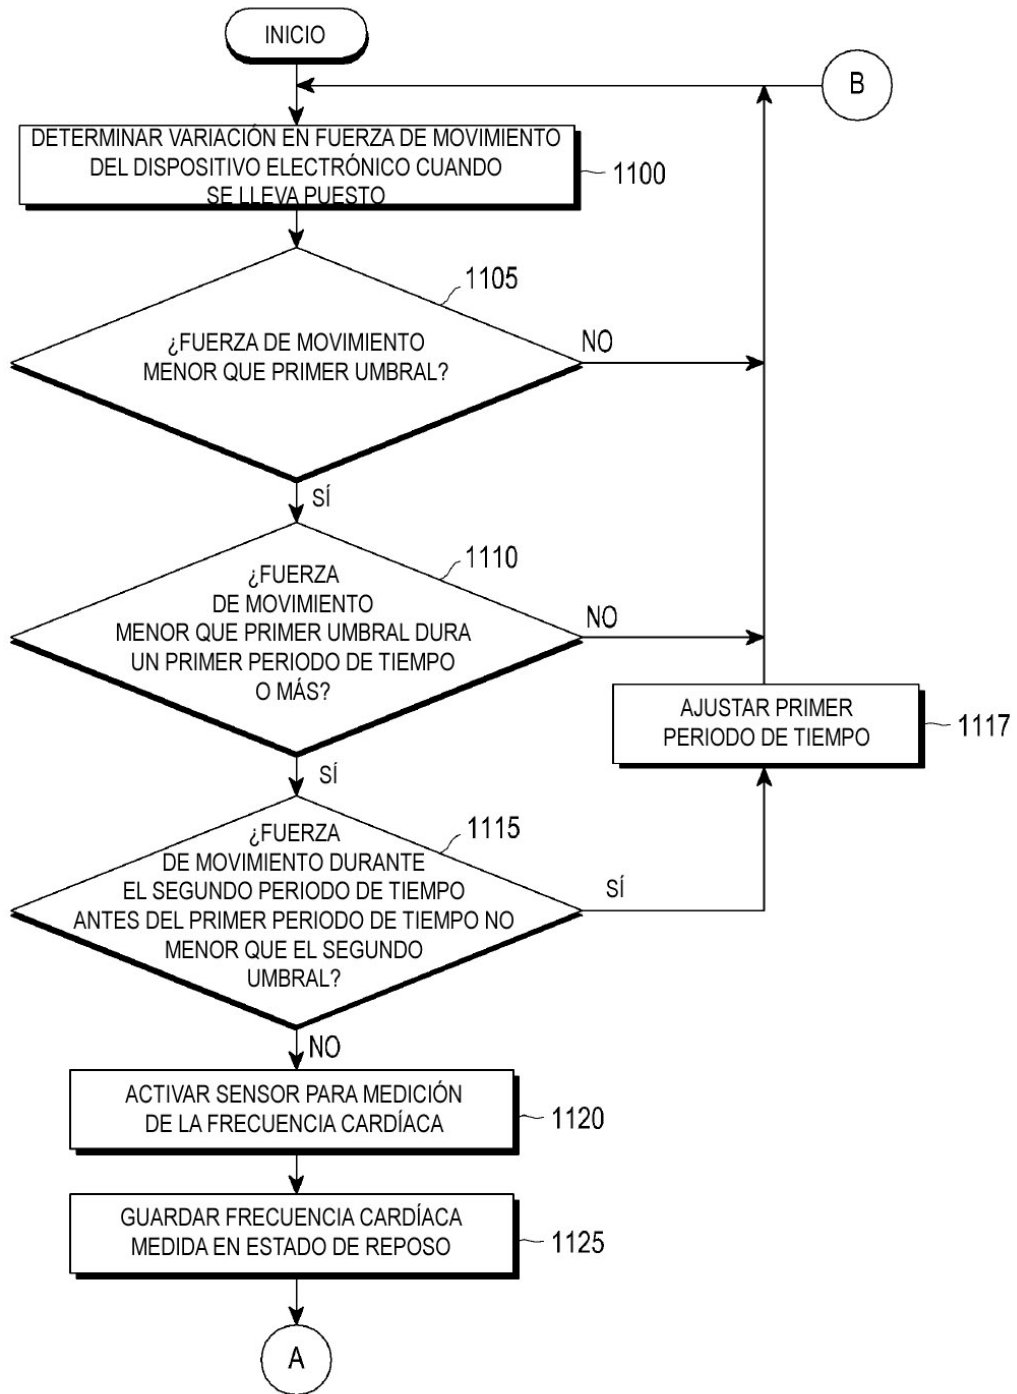 INICIO
B
DETERMINAR VARIACIÓN EN FUERZA DE MOVIMIENTO
DEL DISPOSITIVO ELECTRÓNICO CUANDO
SE LLEVA PUESTO
1100
1105
¿FUERZA DE MOVIMIENTO
MENOR QUE PRIMER UMBRAL?
NO
SÍ
1110
¿FUERZA
DE MOVIMIENTO
MENOR QUE PRIMER UMBRAL DURA
UN PRIMER PERIODO DE TIEMPO
O MÁS?
NO
SÍ
AJUSTAR PRIMER
PERIODO DE TIEMPO
1117
1115
¿FUERZA
DE MOVIMIENTO DURANTE
EL SEGUNDO PERIODO DE TIEMPO
ANTES DEL PRIMER PERIODO DE TIEMPO NO
MENOR QUE EL SEGUNDO
UMBRAL?
SÍ
NO
ACTIVAR SENSOR PARA MEDICIÓN
DE LA FRECUENCIA CARDÍACA
1120
GUARDAR FRECUENCIA CARDÍACA
MEDIDA EN ESTADO DE REPOSO
1125
A